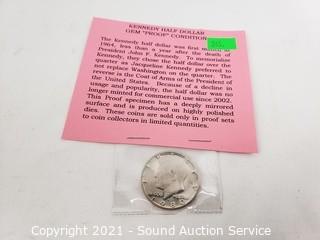 KENNEDY HALF DOLLAR
GEM "PROOF" CONDITION
The Kennedy half dollar was first minted in
1964, less than a year after the death of
President John F. Kennedy. To memorialize
Kennedy, they chose the half dollar over the
quarter as Jacqueline Kennedy preferred to
not replace Washington on the quarter. The
reverse is the Coat of Arms of the President of
the United States. Because of a decline in
usage and popularity, the half dollar was no
longer minted for commercial use since 2002.
This Proof specimen has a deeply mirrored
surface and is produced on highly polished
dies. These coins are sold only in proof sets
to coin collectors in limited quantities.
Copyright 2021 - Sound Auction Service